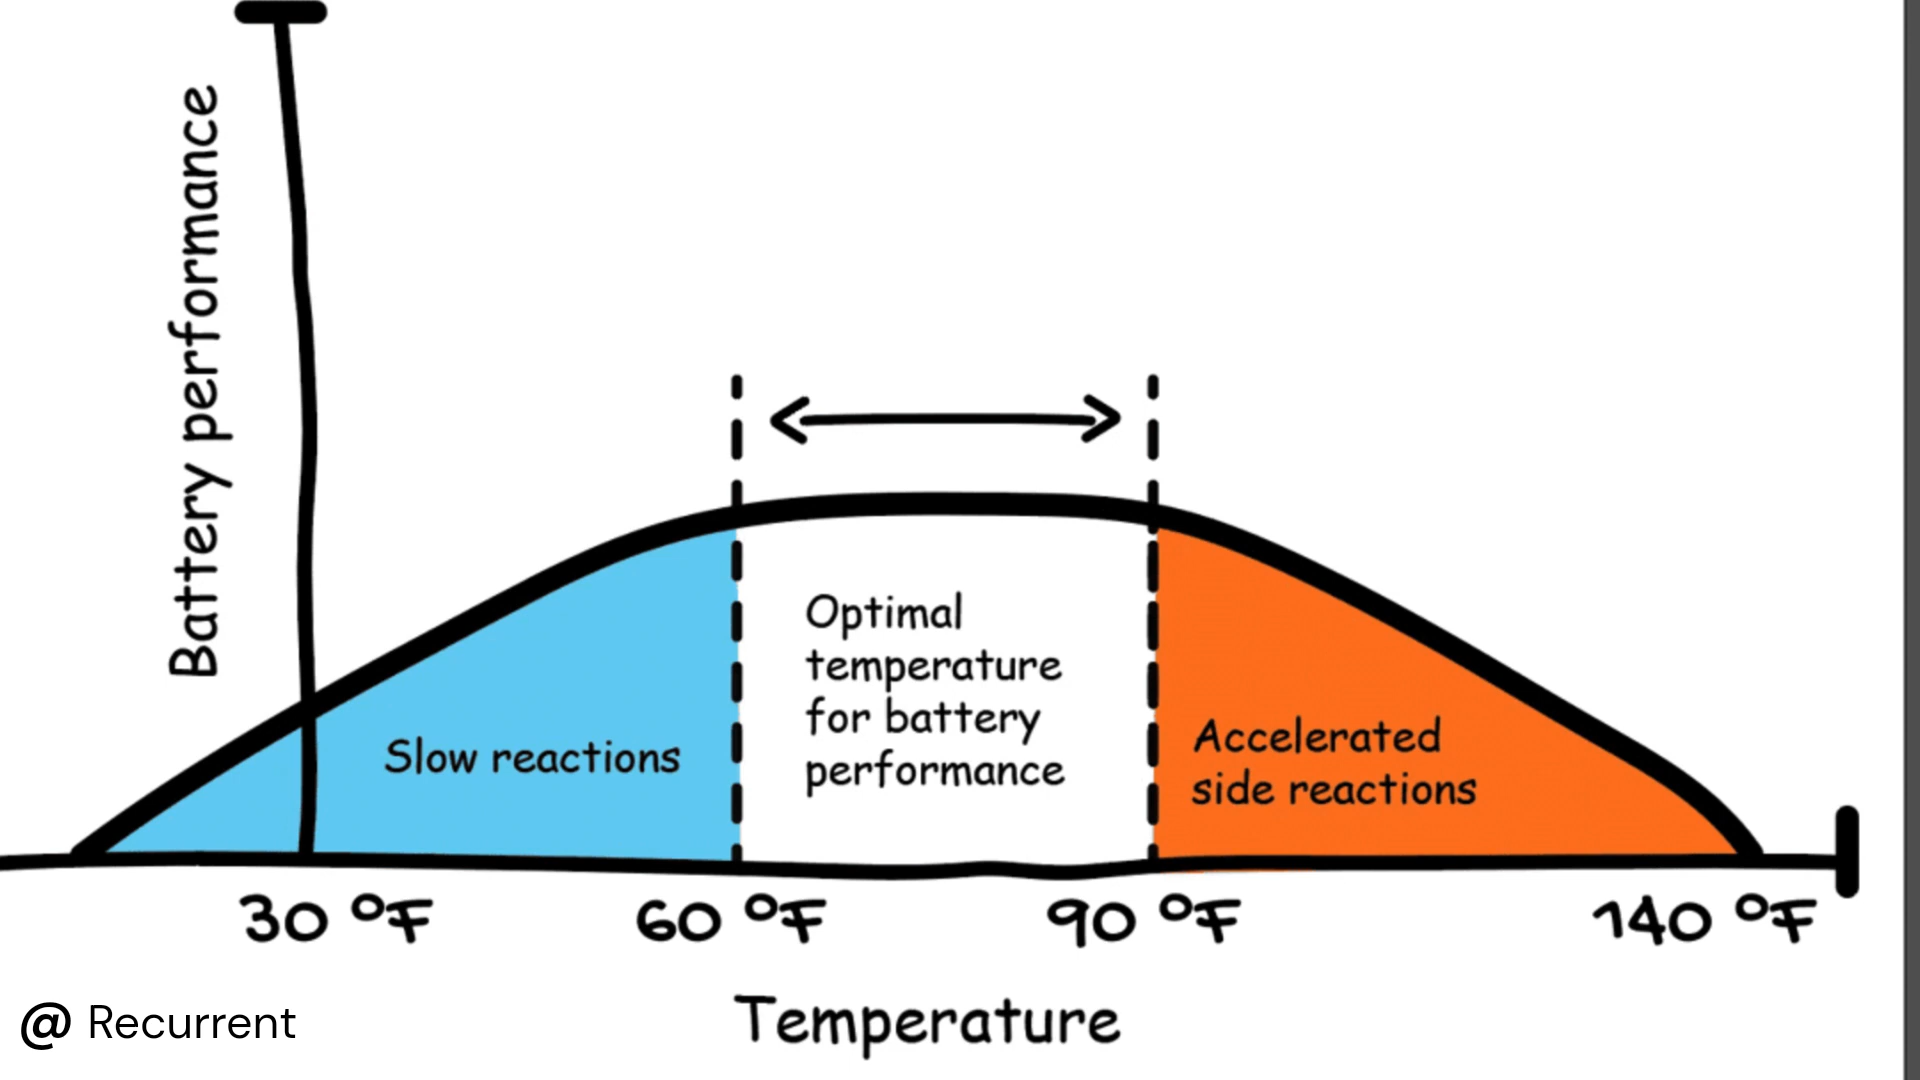 Battery performance
Optimal
temperature
for battery
performance
Slow reactions
Accelerated
side reactions
30 °F
60 °F
90 °F
140 °F
Temperature
@ Recurrent